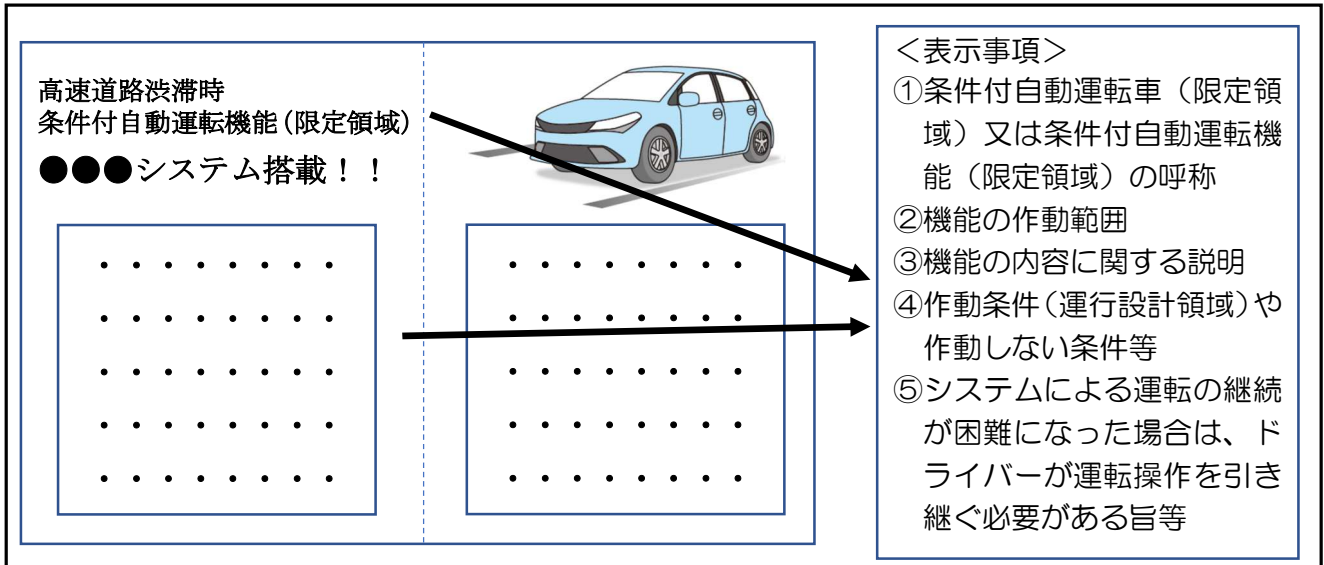 高速道路渋滞時
条件付自動運転機能(限定領域)
●●●システム搭載！！
・・・・・・・・
・・・・・・・・
・・・・・・・・
・・・・・・・・
・・・・・・・・
・・・・・・・・
・・・・・・・・
・・・・・・・・
・・・・・・・・
・・・・・・・・
＜表示事項＞
①条件付自動運転車（限定領
域）又は条件付自動運転機
能（限定領域）の呼称
②機能の作動範囲
③機能の内容に関する説明
④作動条件(運行設計領域)や
作動しない条件等
⑤システムによる運転の継続
が困難になった場合は、ド
ライバーが運転操作を引き
継ぐ必要がある旨等